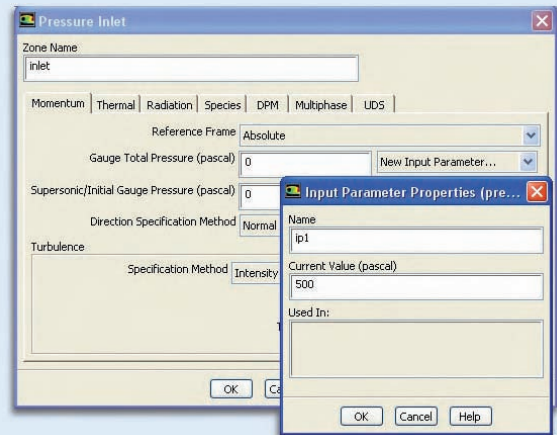 Pressure Inlet
Zone Name
inlet
Momentum Thermal Radiation Species DPM Multiphase UDS
Reference Frame Absolute
Gauge Total Pressure (pascal) 0 New Input Parameter...
Supersonic/Initial Gauge Pressure (pascal) 0
Direction Specification Method Normal
Turbulence
Specification Method Intensity
OK
Input Parameter Properties (pre...
Name
ip1
Current Value (pascal)
500
Used In:
OK Cancel Help